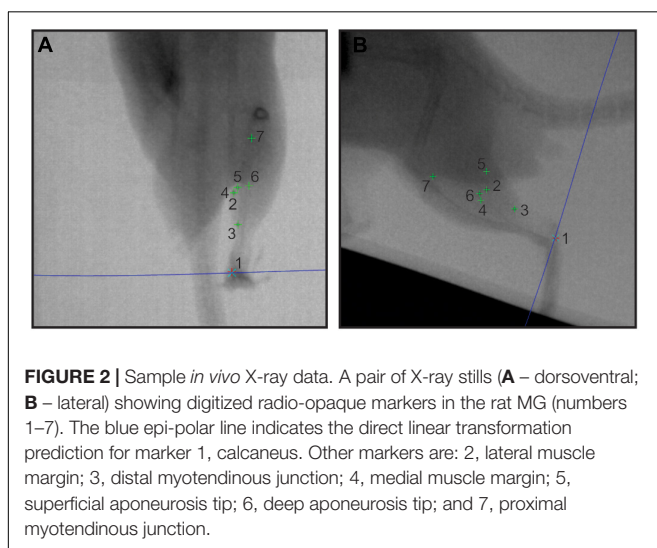 A
7
5 6
4
2
3
1
B
5
7
2
6
4
3
1
FIGURE 2 | Sample in vivo X-ray data. A pair of X-ray stills (A – dorsoventral;
B – lateral) showing digitized radio-opaque markers in the rat MG (numbers
1–7). The blue epi-polar line indicates the direct linear transformation
prediction for marker 1, calcaneus. Other markers are: 2, lateral muscle
margin; 3, distal myotendinous junction; 4, medial muscle margin; 5,
superficial aponeurosis tip; 6, deep aponeurosis tip; and 7, proximal
myotendinous junction.